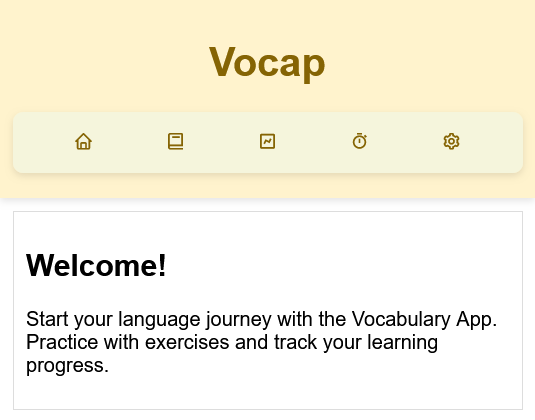 Vocap
Welcome!
Start your language journey with the Vocabulary App.
Practice with exercises and track your learning
progress.